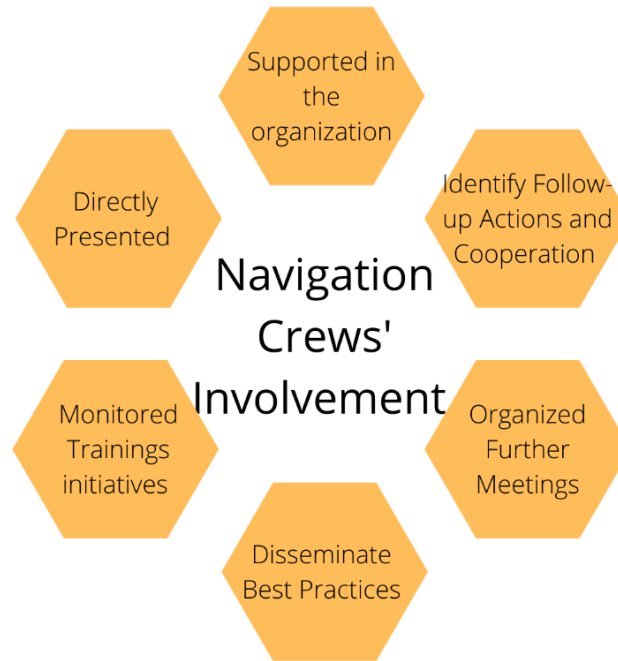 Supported in
the
organization
Identify Follow-
up Actions and
Cooperation
Directly
Presented
Navigation
Crews'
Involvement
Monitored
Trainings
initiatives
Organized
Further
Meetings
Disseminate
Best Practices